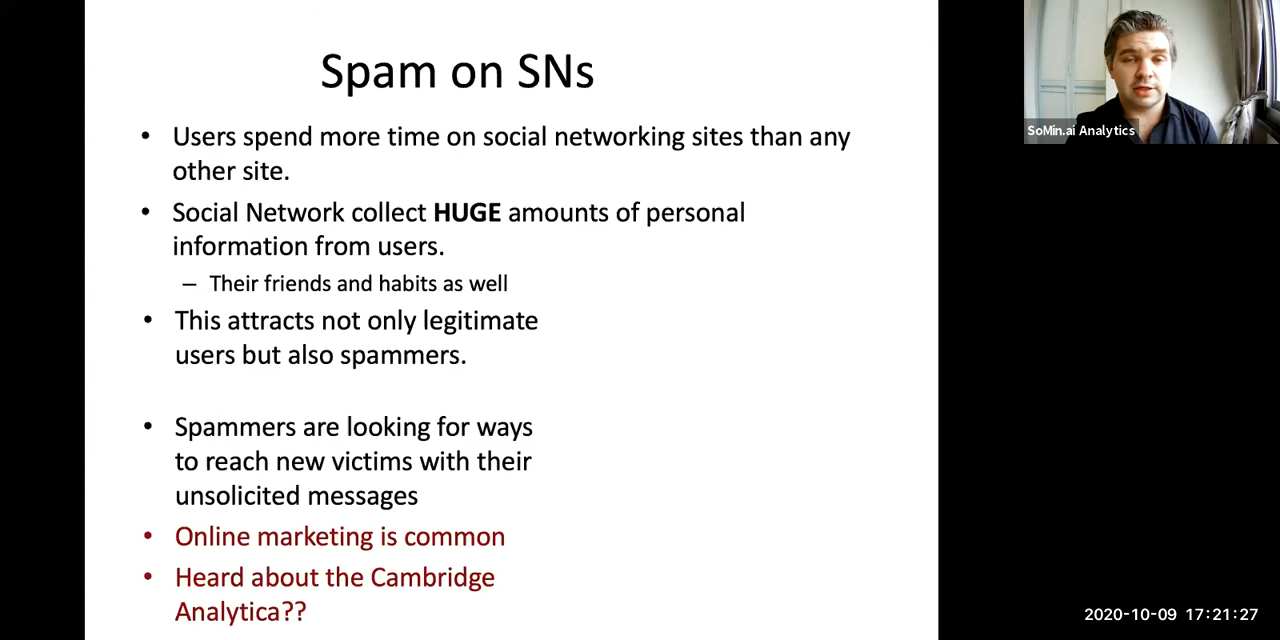 Spam on SNs
• Users spend more time on social networking sites than any
other site.
• Social Network collect HUGE amounts of personal
information from users.
– Their friends and habits as well
• This attracts not only legitimate
users but also spammers.
• Spammers are looking for ways
to reach new victims with their
unsolicited messages
• Online marketing is common
• Heard about the Cambridge
Analytica??
SoMin.ai Analytics
2020-10-09 17:21:27